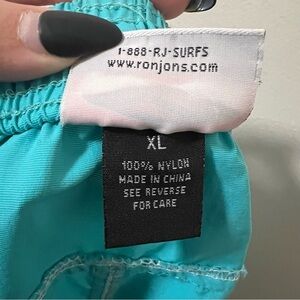 1-888-RJ-SURFS
www.ronjons.com
XL
100% NYLON
MADE IN CHINA
SEE REVERSE
FOR CARE